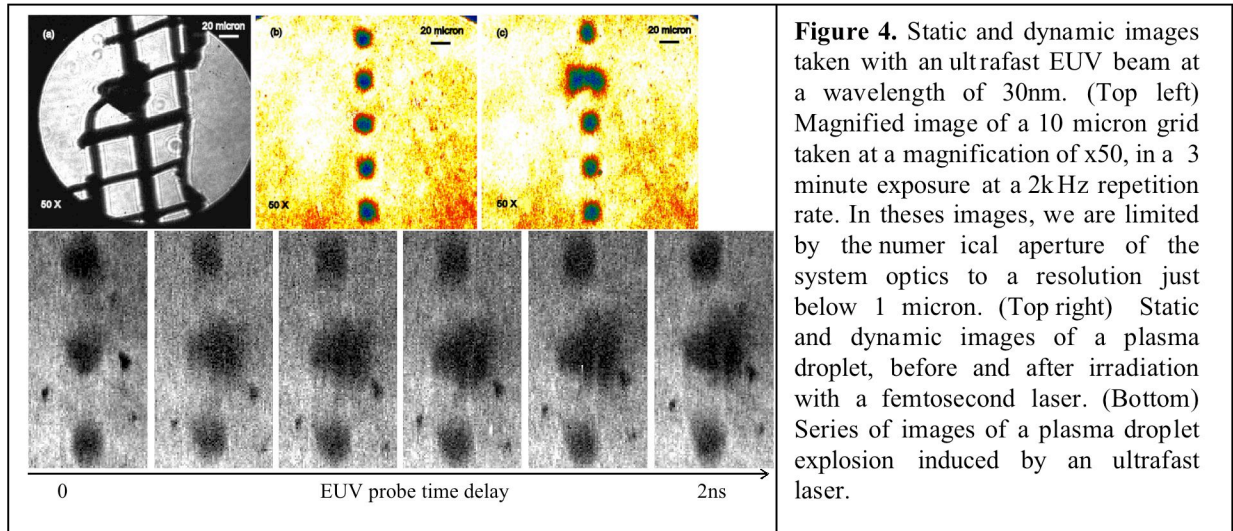 (a)
20 micron
50 X
(b)
20 micron
50 X
(c)
20 micron
50 X
0
EUV probe time delay
2ns
Figure 4. Static and dynamic images
taken with an ultrafast EUV beam at
a wavelength of 30nm. (Top left)
Magnified image of a 10 micron grid
taken at a magnification of x50, in a 3
minute exposure at a 2k Hz repetition
rate. In theses images, we are limited
by the numer ical aperture of the
system optics to a resolution just
below 1 micron. (Top right) Static
and dynamic images of a plasma
droplet, before and after irradiation
with a femtosecond laser. (Bottom)
Series of images of a plasma droplet
explosion induced by an ultrafast
laser.